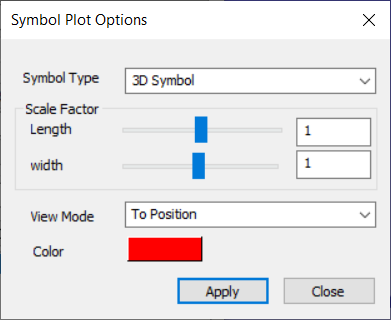 Symbol Plot Options
Symbol Type 3D Symbol
Scale Factor
Length 1
width 1
View Mode To Position
Color
Apply Close